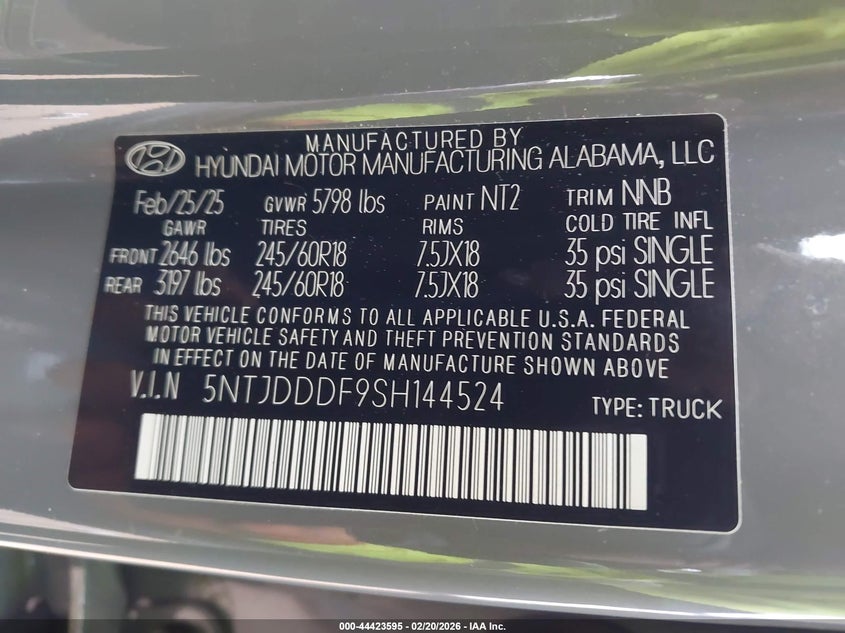 MANUFACTURED BY
HYUNDAI MOTOR MANUFACTURING ALABAMA, LLC
Feb/25/25 GVWR 5798 lbs PAINT NT2 TRIM NNB
GAWR TIRES RIMS COLD TIRE INFL
FRONT 2646 lbs 245/60R18 7.5JX18 35 psi SINGLE
REAR 3197 lbs 245/60R18 7.5JX18 35 psi SINGLE
THIS VEHICLE CONFORMS TO ALL APPLICABLE U.S.A. FEDERAL
MOTOR VEHICLE SAFETY AND THEFT PREVENTION STANDARDS
IN EFFECT ON THE DATE OF MANUFACTURE SHOWN ABOVE
V.I.N 5NTJDDDF9SH144524 TYPE: TRUCK
000-44423595 - 02/20/2026 - IAA Inc.